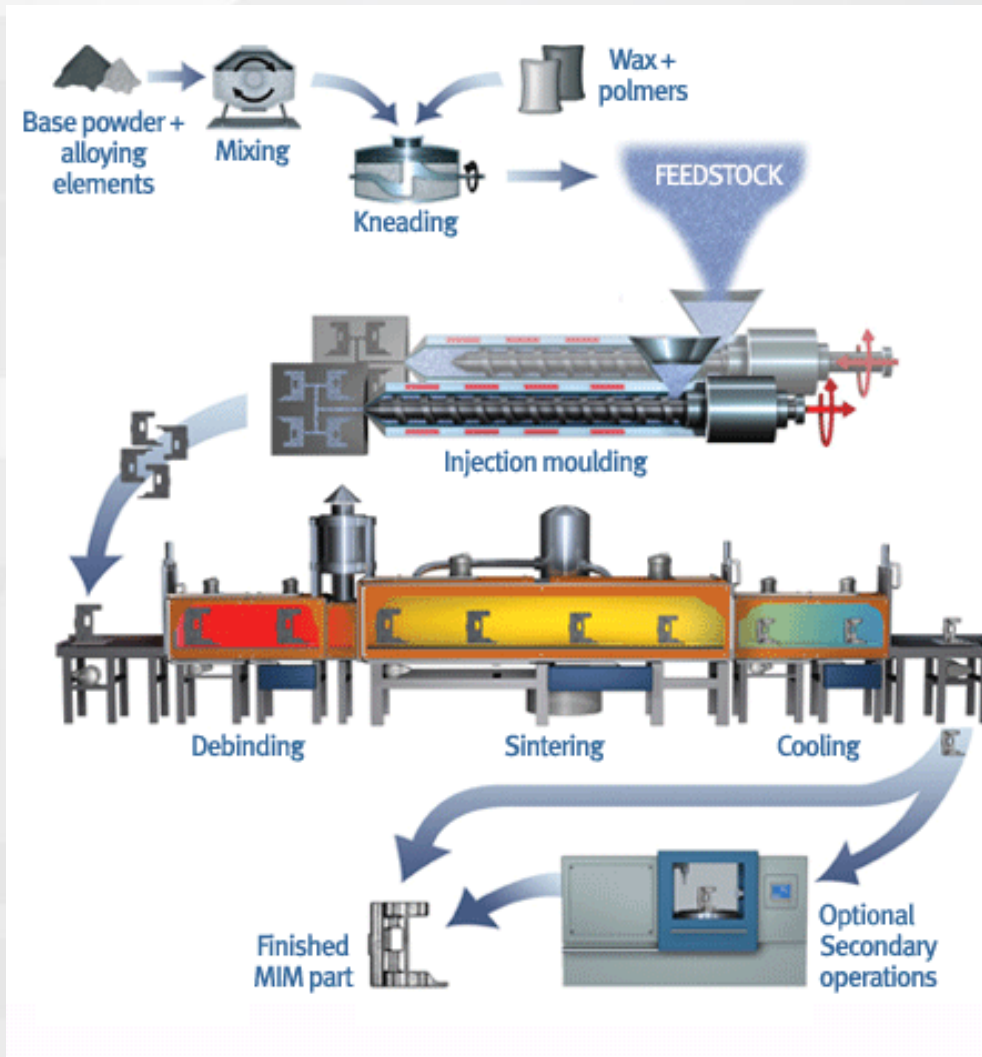 Base powder +
alloying
elements
Mixing
Wax +
polmers
Kneading
FEEDSTOCK
Injection moulding
Debinding
Sintering
Cooling
Finished
MIM part
Optional
Secondary
operations